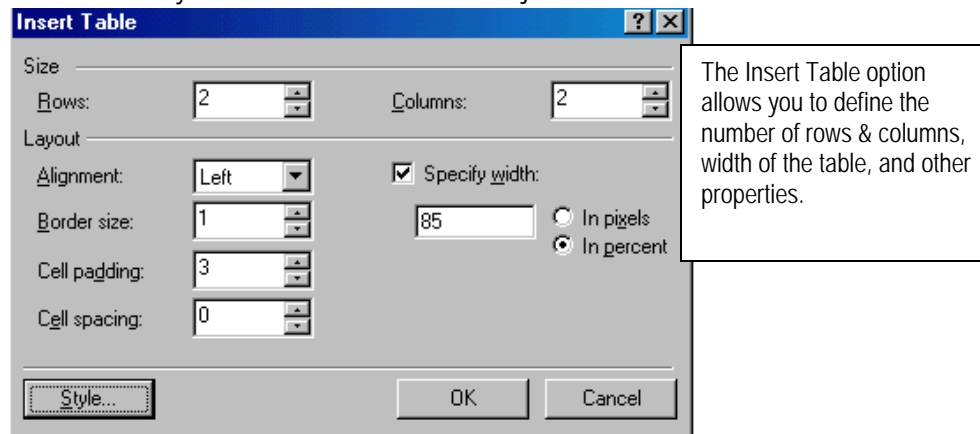 Insert Table
Size
Rows: 2 Columns: 2
Layout
Alignment: Left Specify width:
Border size: 1 85 In pixels
In percent
Cell padding: 3
Cell spacing: 0
Style... OK Cancel
The Insert Table option
allows you to define the
number of rows & columns,
width of the table, and other
properties.